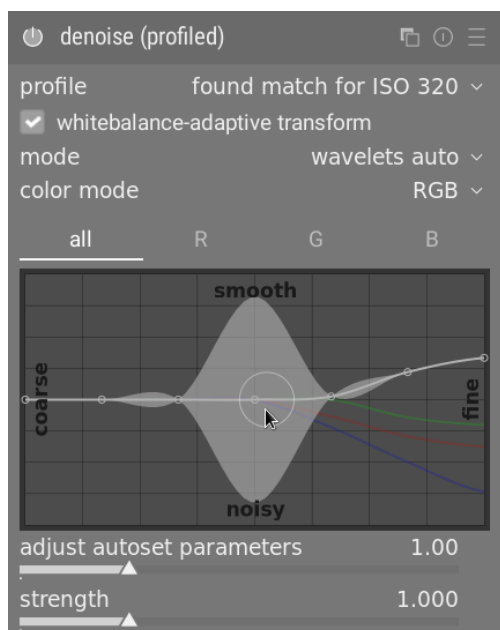 denoise (profiled)
profile found match for ISO 320
whitebalance-adaptive transform
mode wavelets auto
color mode RGB
all R G B
smooth
coarse
fine
noisy
adjust autoset parameters 1.00
strength 1.000